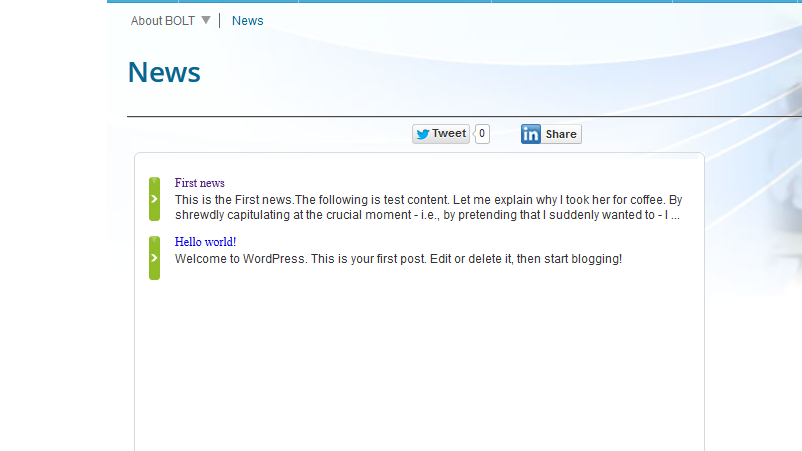 About BOLT ▼ | News
News
Tweet 0 in Share
First news
This is the First news.The following is test content. Let me explain why I took her for coffee. By
shrewdly capitulating at the crucial moment - i.e., by pretending that I suddenly wanted to - I ...
Hello world!
Welcome to WordPress. This is your first post. Edit or delete it, then start blogging!